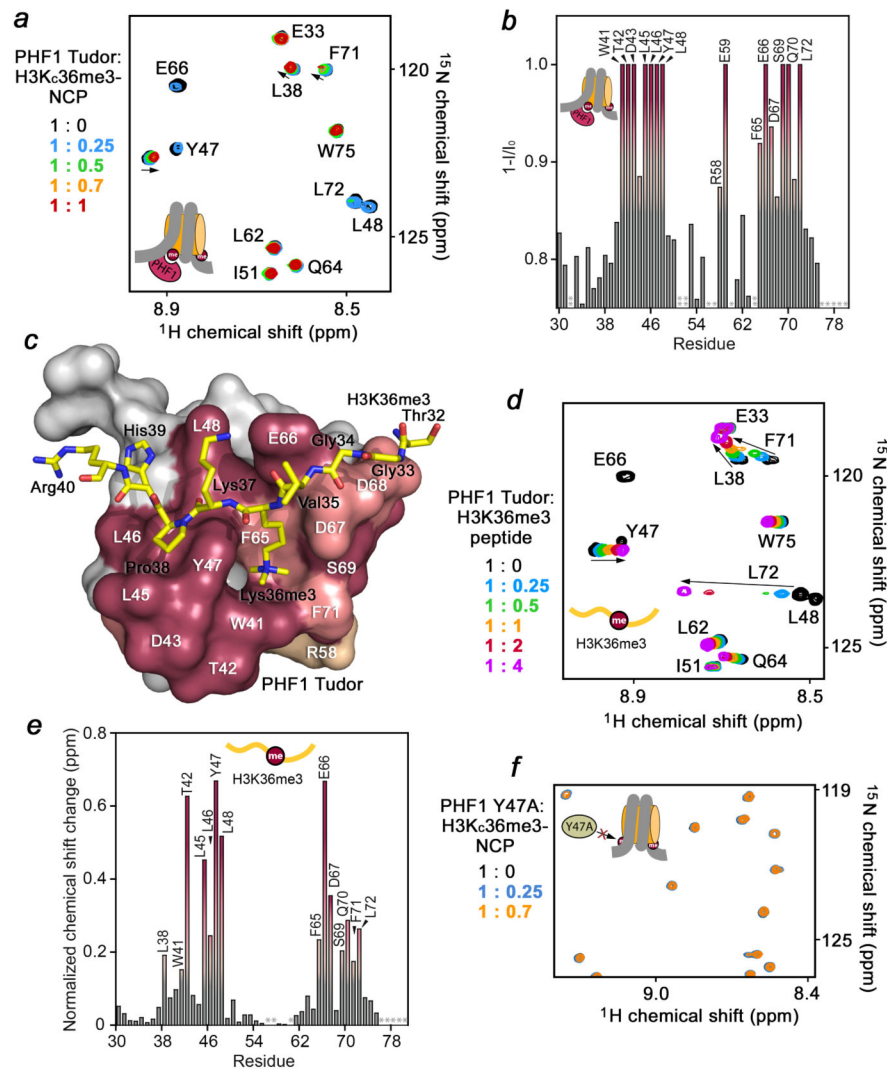 a
PHF1 Tudor:
H3Kc36me3-
NCP
1 : 0
1 : 0.25
1 : 0.5
1 : 0.7
1 : 1
E66
E33
F71
L38
Y47
W75
L72
L48
L62
I51
Q64
PHF1
me
me
120
125
15N chemical shift (ppm)
8.9
8.5
1H chemical shift (ppm)
b
1-I/I0
1.0
0.9
0.8
W41
T42
D43
L45
L46
Y47
L48
R58
E59
F65
E66
D67
S69
Q70
L72
PHF1
me
me
30
38
46
54
62
70
78
Residue
c
H3K36me3
Thr32
Gly33
Gly34
Val35
Lys36me3
Lys37
Pro38
His39
Arg40
L48
E66
D68
D67
F65
S69
F71
R58
W41
T42
D43
L45
L46
Y47
PHF1 Tudor
d
PHF1 Tudor:
H3K36me3
peptide
1 : 0
1 : 0.25
1 : 0.5
1 : 1
1 : 2
1 : 4
E33
F71
E66
L38
Y47
W75
L72
L48
L62
I51
Q64
me
H3K36me3
120
125
15N chemical shift (ppm)
8.9
8.5
1H chemical shift (ppm)
e
Normalized chemical shift change (ppm)
0.8
0.6
0.4
0.2
0
L38
W41
T42
L45
L46
Y47
L48
F65
E66
D67
S69
Q70
F71
L72
me
H3K36me3
30
38
46
54
62
70
78
Residue
f
PHF1 Y47A:
H3Kc36me3-
NCP
1 : 0
1 : 0.25
1 : 0.7
Y47A
me
119
125
15N chemical shift (ppm)
9.0
8.4
1H chemical shift (ppm)